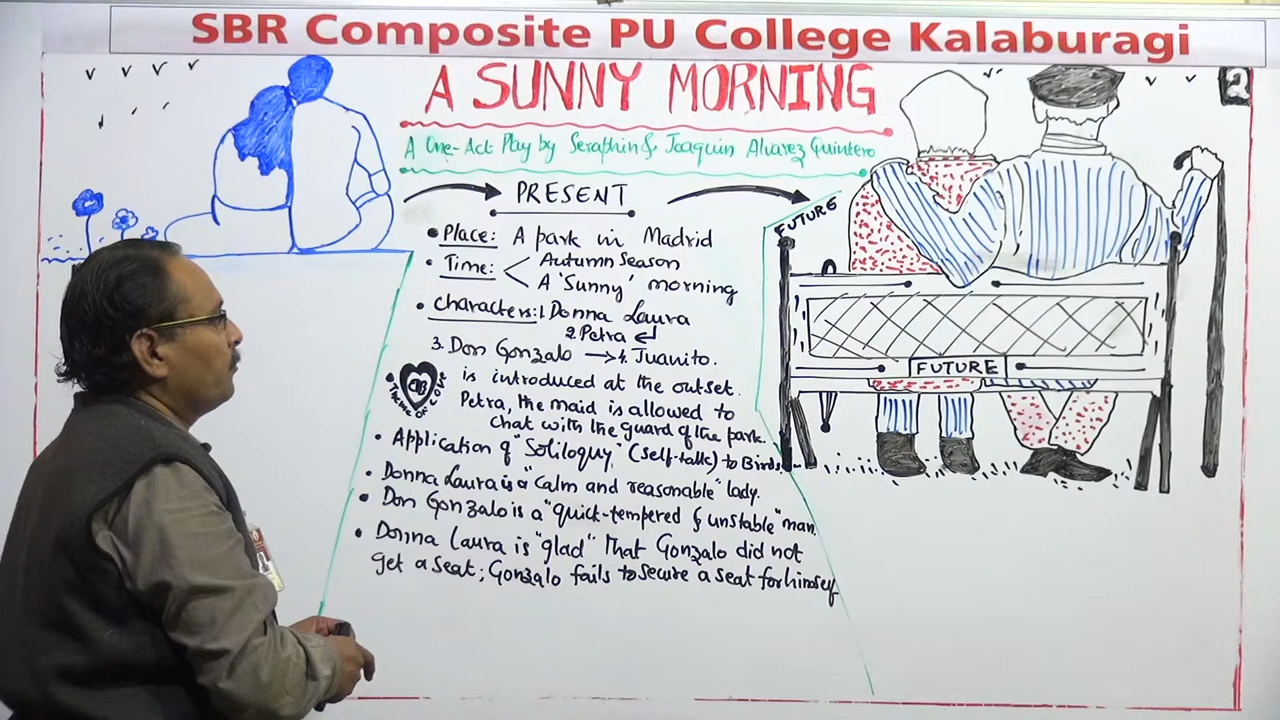 SBR Composite PU College Kalaburagi
2
A SUNNY MORNING
A One-Act Play by Seraphin & Joaquin Alvarez Quintero
PRESENT
FUTURE
• Place: A park in Madrid
• Time: Autumn Season
A 'Sunny' morning
• Characters: 1. Donna Laura
2. Petra
3. Don Gonzalo → 4. Juanito.
is introduced at the outset.
THEME OF LOVE
Petra, the maid is allowed to
chat with the guard of the park.
• Application of "Soliloquy" (Self-talk) to Birds.
• Donna Laura is a "Calm and reasonable" lady.
• Don Gonzalo is a "quick-tempered & unstable" man.
• Donna Laura is "glad" that Gonzalo did not
get a seat; Gonzalo fails to secure a seat for himself
FUTURE